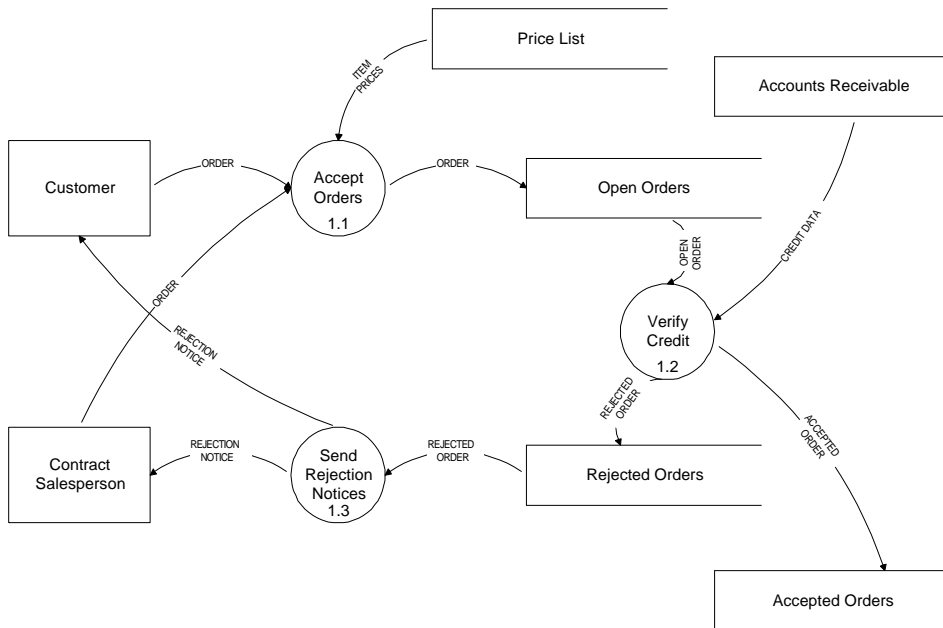 Price List
ITEM
PRICES
Accounts Receivable
Customer
ORDER
Accept
Orders
1.1
ORDER
Open Orders
OPEN
ORDER
CREDIT DATA
ORDER
REJECTION
NOTICE
Verify
Credit
1.2
REJECTED
ORDER
ACCEPTED
ORDER
Contract
Salesperson
REJECTION
NOTICE
Send
Rejection
Notices
1.3
REJECTED
ORDER
Rejected Orders
Accepted Orders